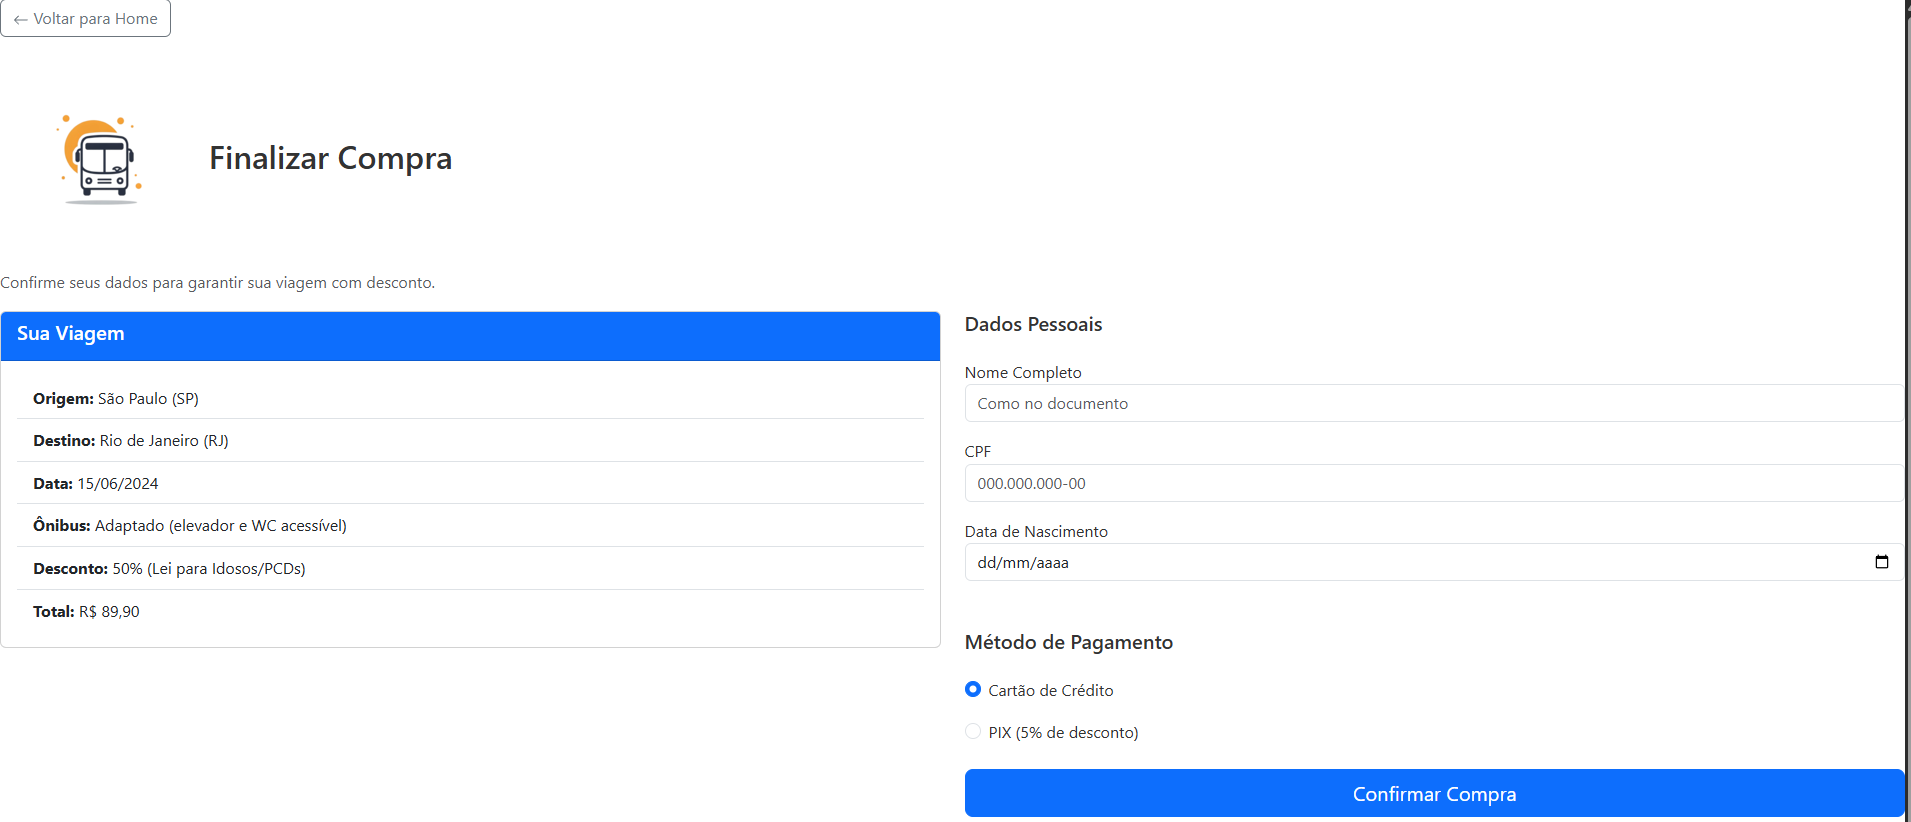 ← Voltar para Home
Finalizar Compra
Confirme seus dados para garantir sua viagem com desconto.
Sua Viagem
Origem: São Paulo (SP)
Destino: Rio de Janeiro (RJ)
Data: 15/06/2024
Ônibus: Adaptado (elevador e WC acessível)
Desconto: 50% (Lei para Idosos/PCDs)
Total: R$ 89,90
Dados Pessoais
Nome Completo
Como no documento
CPF
000.000.000-00
Data de Nascimento
dd/mm/aaaa
Método de Pagamento
Cartão de Crédito
PIX (5% de desconto)
Confirmar Compra